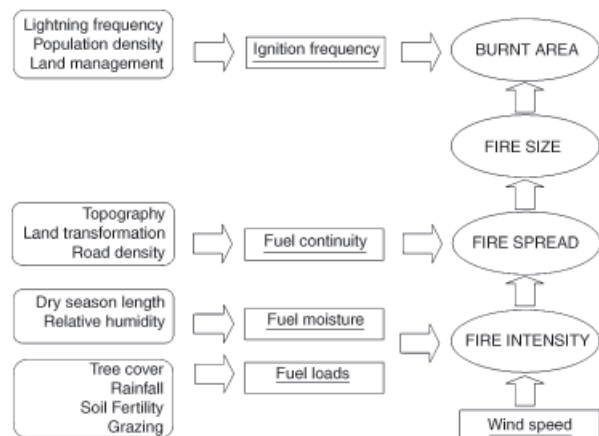 Lightning frequency
Population density
Land management
Ignition frequency
BURNT AREA
FIRE SIZE
Topography
Land transformation
Road density
Fuel continuity
FIRE SPREAD
Dry season length
Relative humidity
Fuel moisture
FIRE INTENSITY
Tree cover
Rainfall
Soil Fertility
Grazing
Fuel loads
Wind speed